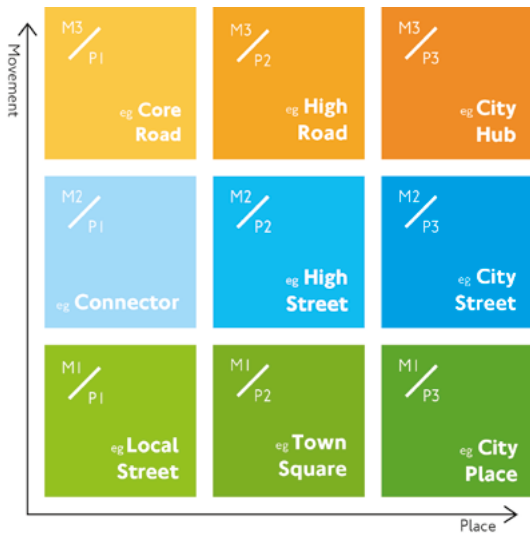 Movement
M3
P1
eg Core
Road
M3
P2
eg High
Road
M3
P3
eg City
Hub
M2
P1
eg Connector
M2
P2
eg High
Street
M2
P3
eg City
Street
M1
P1
eg Local
Street
M1
P2
eg Town
Square
M1
P3
eg City
Place
Place